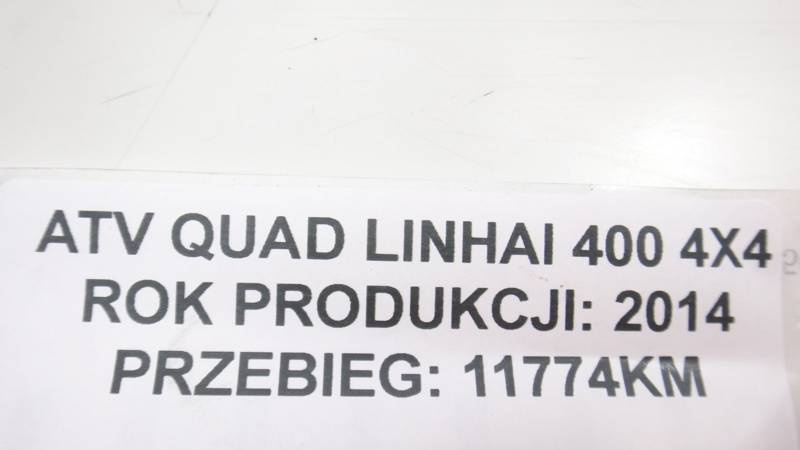 ATV QUAD LINHAI 400 4X4
ROK PRODUKCJI: 2014
PRZEBIEG: 11774KM